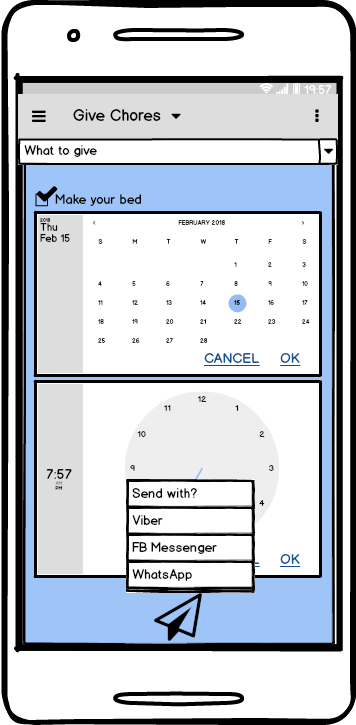 19:57
Give Chores
What to give
Make your bed
2018
Thu
Feb 15
‹ FEBRUARY 2018 ›
S M T W T F S
1 2 3
4 5 6 7 8 9 10
11 12 13 14 15 16 17
18 19 20 21 22 23 24
25 26 27 28
CANCEL OK
7:57
AM
PM
12
11 1
10 2
9 3
4
Send with?
Viber
FB Messenger
WhatsApp
OK